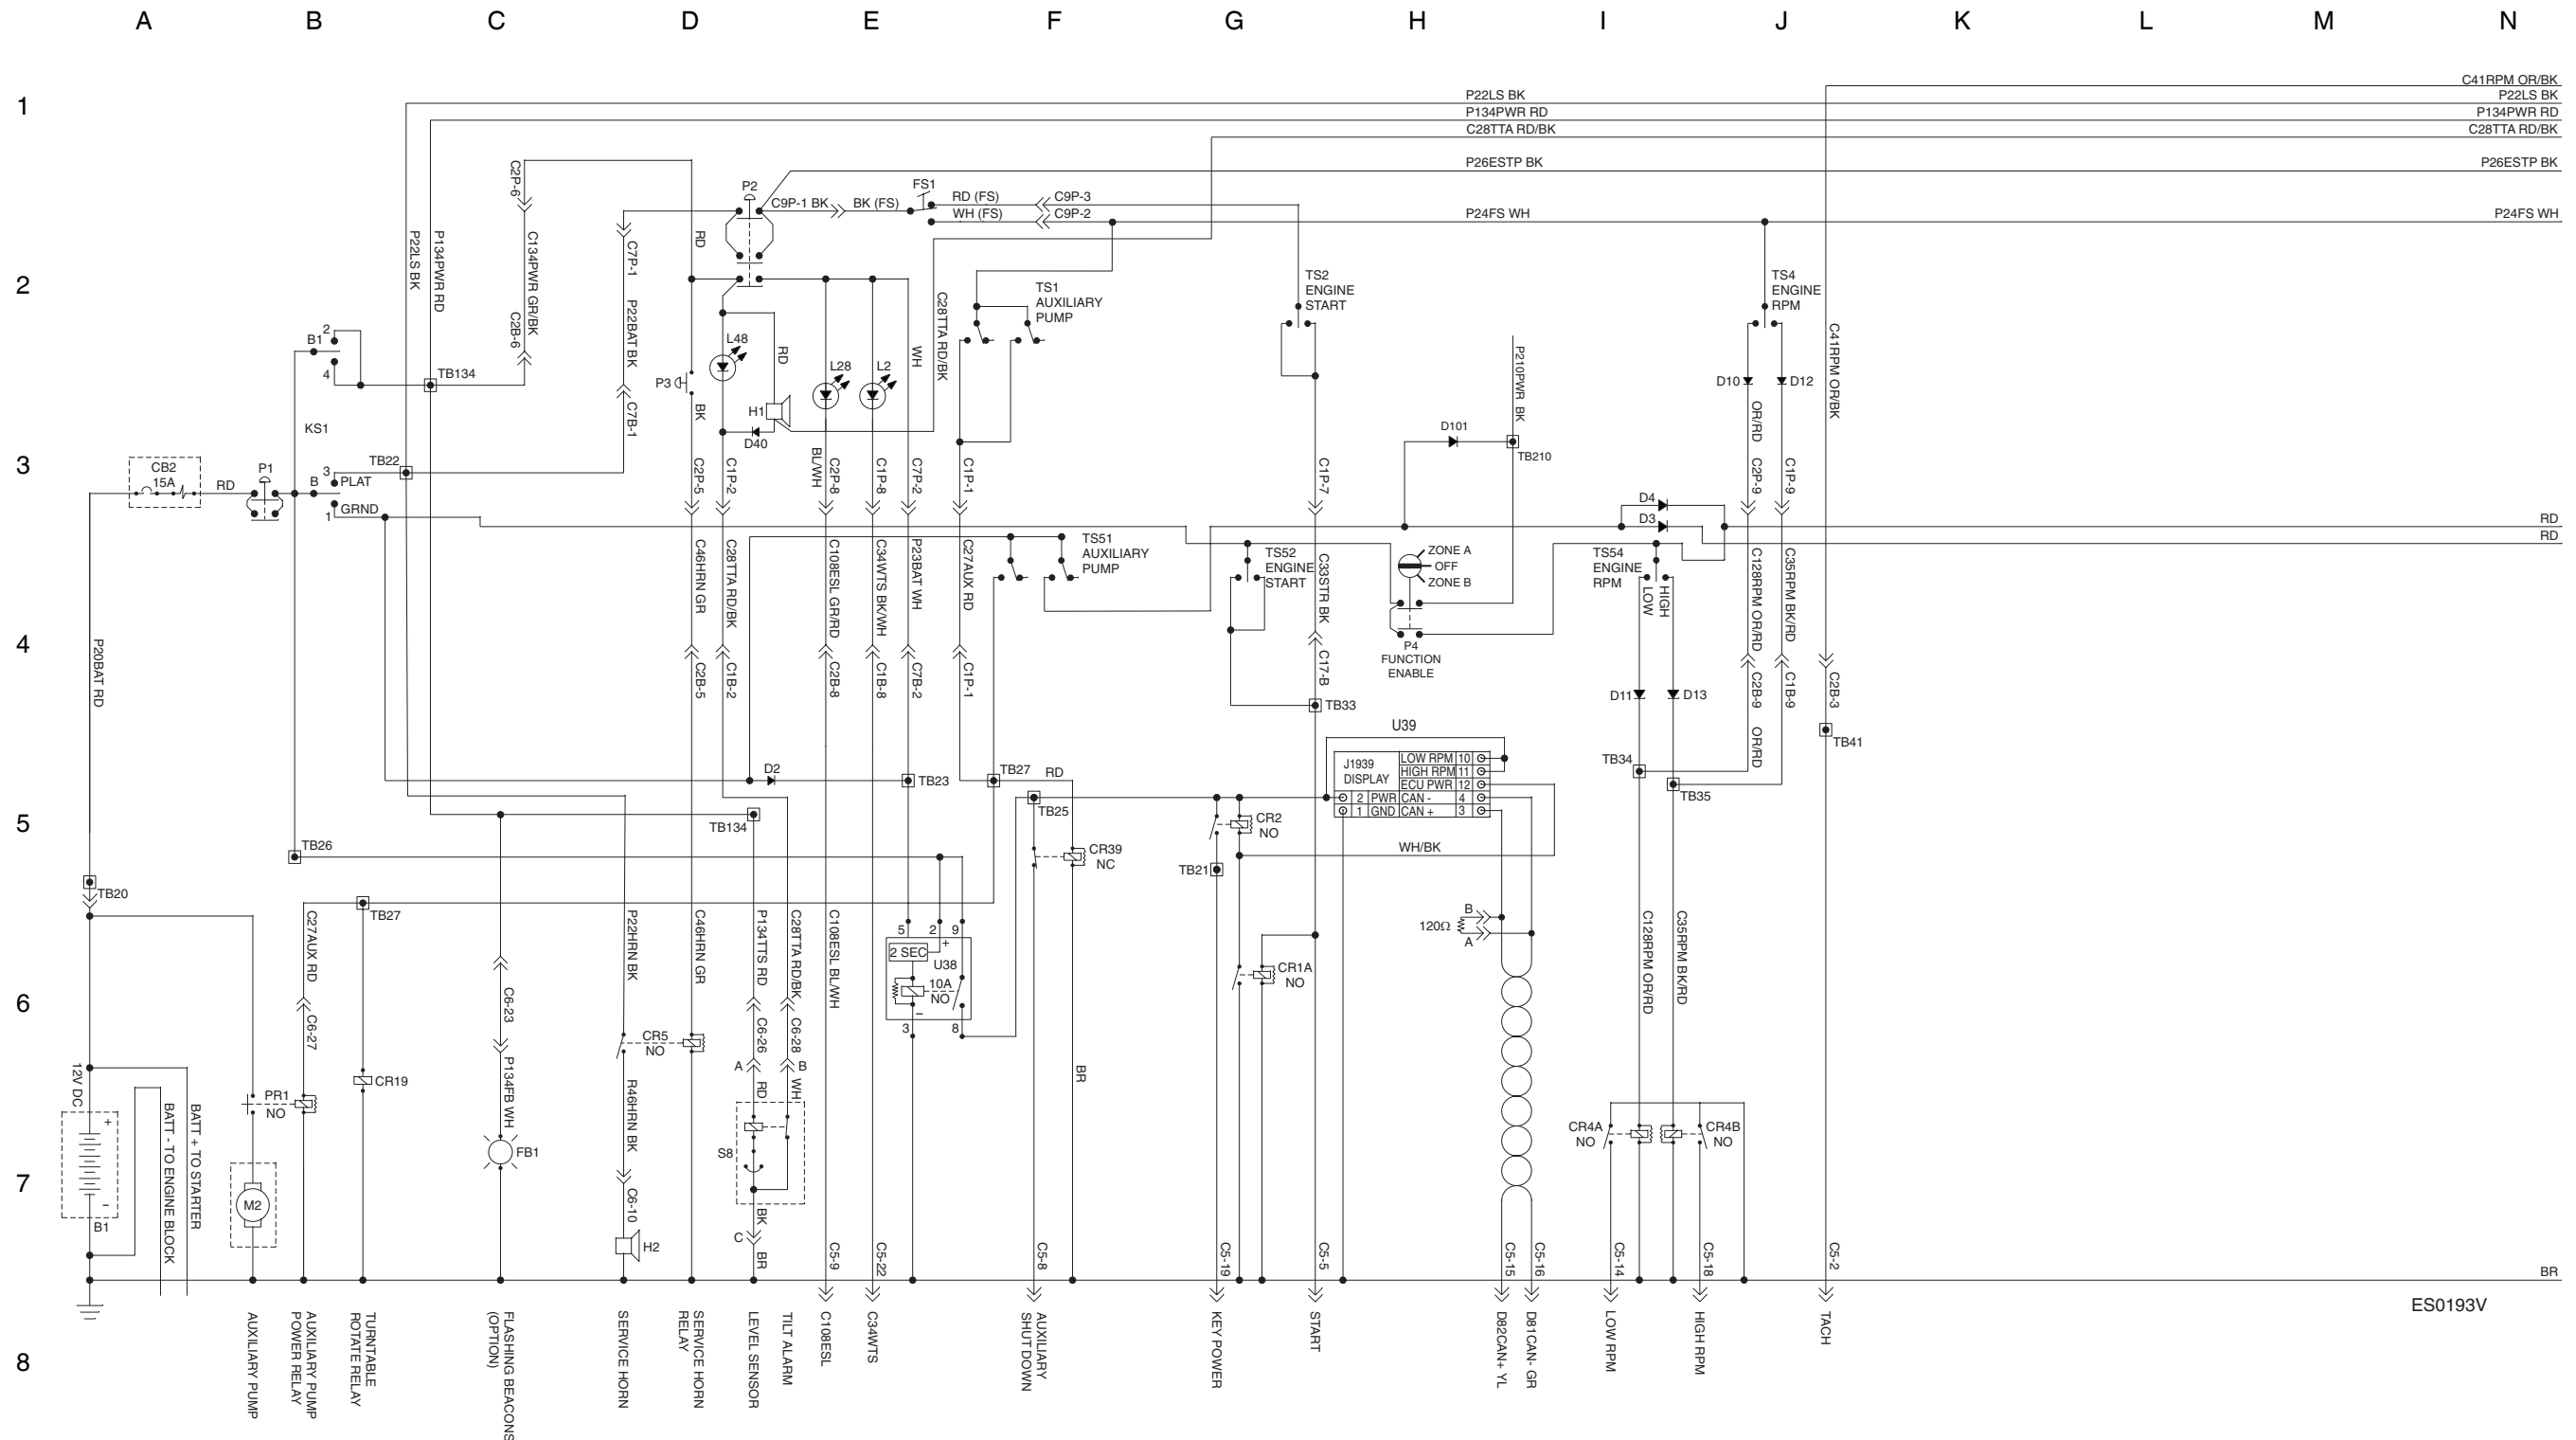 A B C D E F G H I J K L M N
1
2
3
4
5
6
7
8
C41RPM OR/BK
P22LS BK
P22LS BK
P134PWR RD
P134PWR RD
C28TTA RD/BK
C28TTA RD/BK
P26ESTP BK
P26ESTP BK
P24FS WH
P24FS WH
C2P-6
C134PWR GR/BK
C2B-6
P22LS BK
P134PWR RD
C7P-1
P22BAT BK
C7B-1
RD
P2
C9P-1 BK
BK (FS)
FS1
RD (FS)
C9P-3
WH (FS)
C9P-2
TS1
AUXILIARY
PUMP
TS2
ENGINE
START
TS4
ENGINE
RPM
C41RPM OR/BK
B1
2
4
TB134
KS1
P3
BK
L48
RD
H1
D40
L28
L2
WH
C28TTA RD/BK
P210PWR BK
D10
D12
OR/RD
D101
TB210
CB2
15A
RD
P1
B
3
PLAT
GRND
1
TB22
C2P-5
C1P-2
BL/WH
C2P-8
C1P-8
C7P-2
C1P-1
C1P-7
C2P-9
C1P-9
D4
D3
RD
RD
C46HRN GR
C28TTA RD/BK
C108ESL GR/RD
C34WTS BK/WH
P23BAT WH
C27AUX RD
TS51
AUXILIARY
PUMP
TS52
ENGINE
START
C33STR BK
ZONE A
OFF
ZONE B
P4
FUNCTION
ENABLE
TS54
ENGINE
RPM
LOW
HIGH
C128RPM OR/RD
C35RPM BK/RD
P20BAT RD
C2B-5
C1B-2
C2B-8
C1B-8
C7B-2
C1P-1
C17-B
C2B-9
C1B-9
C2B-3
TB33
D11
D13
OR/RD
TB41
U39
J1939
DISPLAY
LOW RPM 10
HIGH RPM 11
ECU PWR 12
2 PWR CAN - 4
1 GND CAN + 3
TB34
TB35
D2
TB23
TB27
RD
TB25
TB134
CR2
NO
WH/BK
CR39
NC
TB21
TB26
TB20
TB27
C27AUX RD
C6-27
P22HRN BK
C46HRN GR
P134TTS RD
C28TTA RD/BK
C108ESL BL/WH
5
2
9
2 SEC
+
U38
10A
NO
−
3
8
120Ω
B
A
CR1A
NO
C128RPM OR/RD
C35RPM BK/RD
C6-23
P134FB WH
CR5
NO
C6-26
C6-28
A
B
RD
WH
12V DC
+
−
B1
BATT - TO ENGINE BLOCK
BATT + TO STARTER
PR1
NO
CR19
M2
FB1
R46HRN BK
C6-10
H2
S8
BK
C
BR
BR
CR4A
NO
CR4B
NO
C5-9
C5-22
C5-8
C5-19
C5-5
C5-15
C5-16
C5-14
C5-18
C5-2
BR
ES0193V
AUXILIARY PUMP
AUXILIARY PUMP
POWER RELAY
TURNTABLE
ROTATE RELAY
FLASHING BEACONS
(OPTION)
SERVICE HORN
SERVICE HORN
RELAY
LEVEL SENSOR
TILT ALARM
C108ESL
C34WTS
AUXILIARY
SHUT DOWN
KEY POWER
START
D82CAN+ YL
D81CAN- GR
LOW RPM
HIGH RPM
TACH